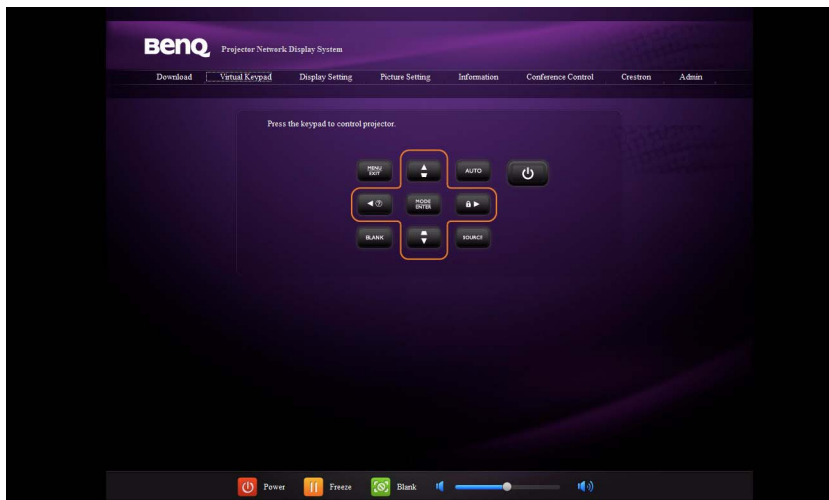 BenQ Projector Network Display System
Download Virtual Keypad Display Setting Picture Setting Information Conference Control Crestron Admin
Press the keypad to control projector.
MENU
EXIT
AUTO
MODE
ENTER
BLANK
SOURCE
Power Freeze Blank